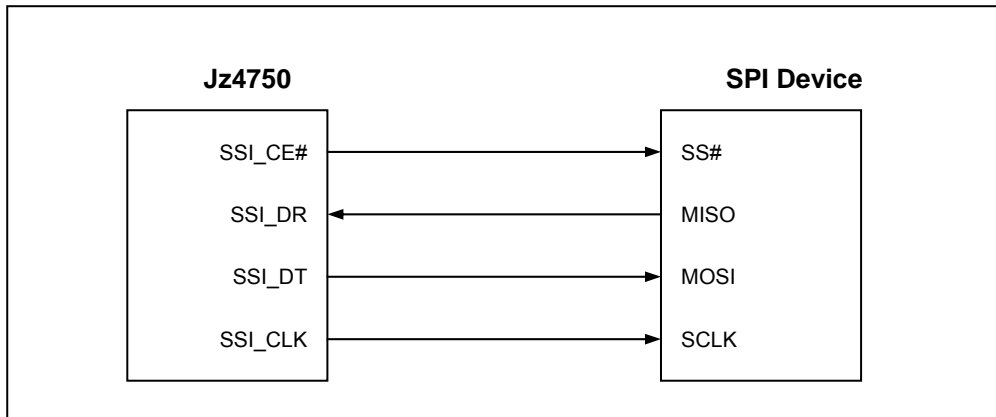 Jz4750 SPI Device
SSI_CE# SS#
SSI_DR MISO
SSI_DT MOSI
SSI_CLK SCLK